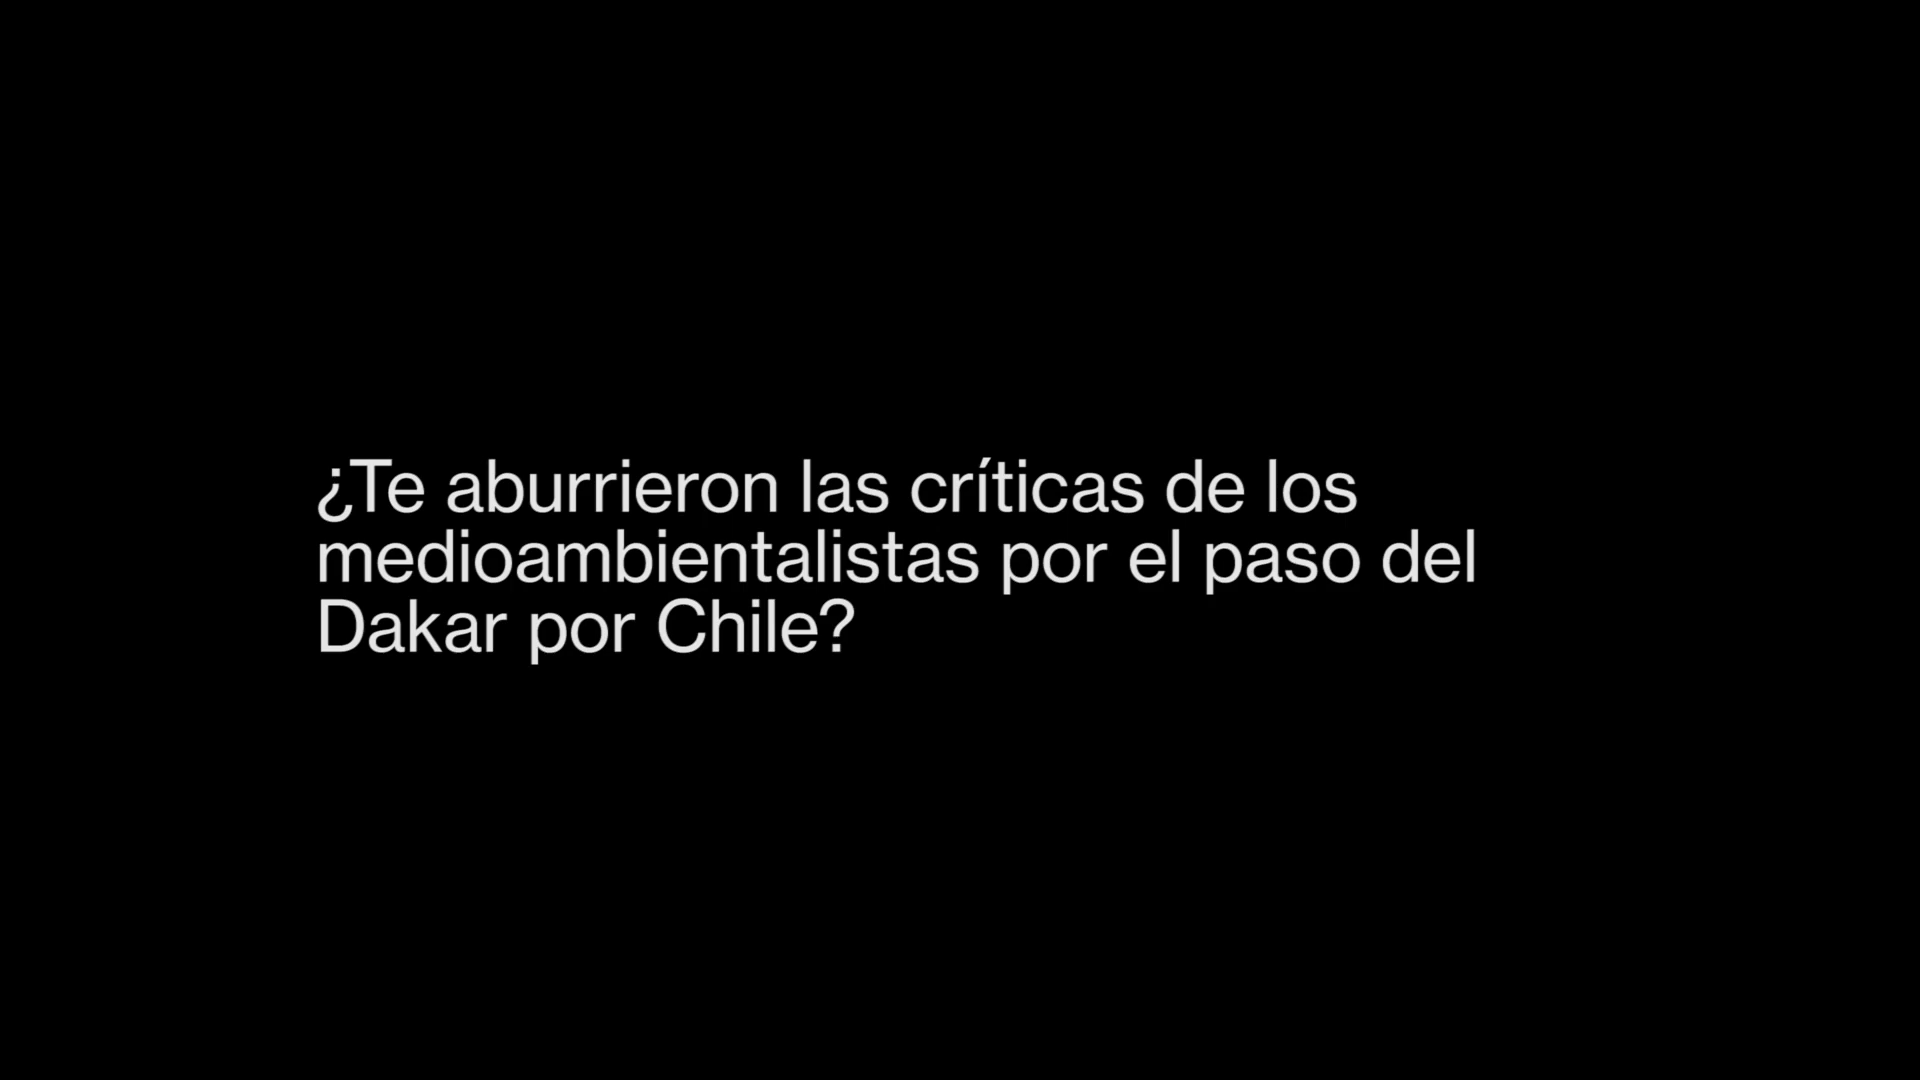 ¿Te aburrieron las críticas de los
medioambientalistas por el paso del
Dakar por Chile?